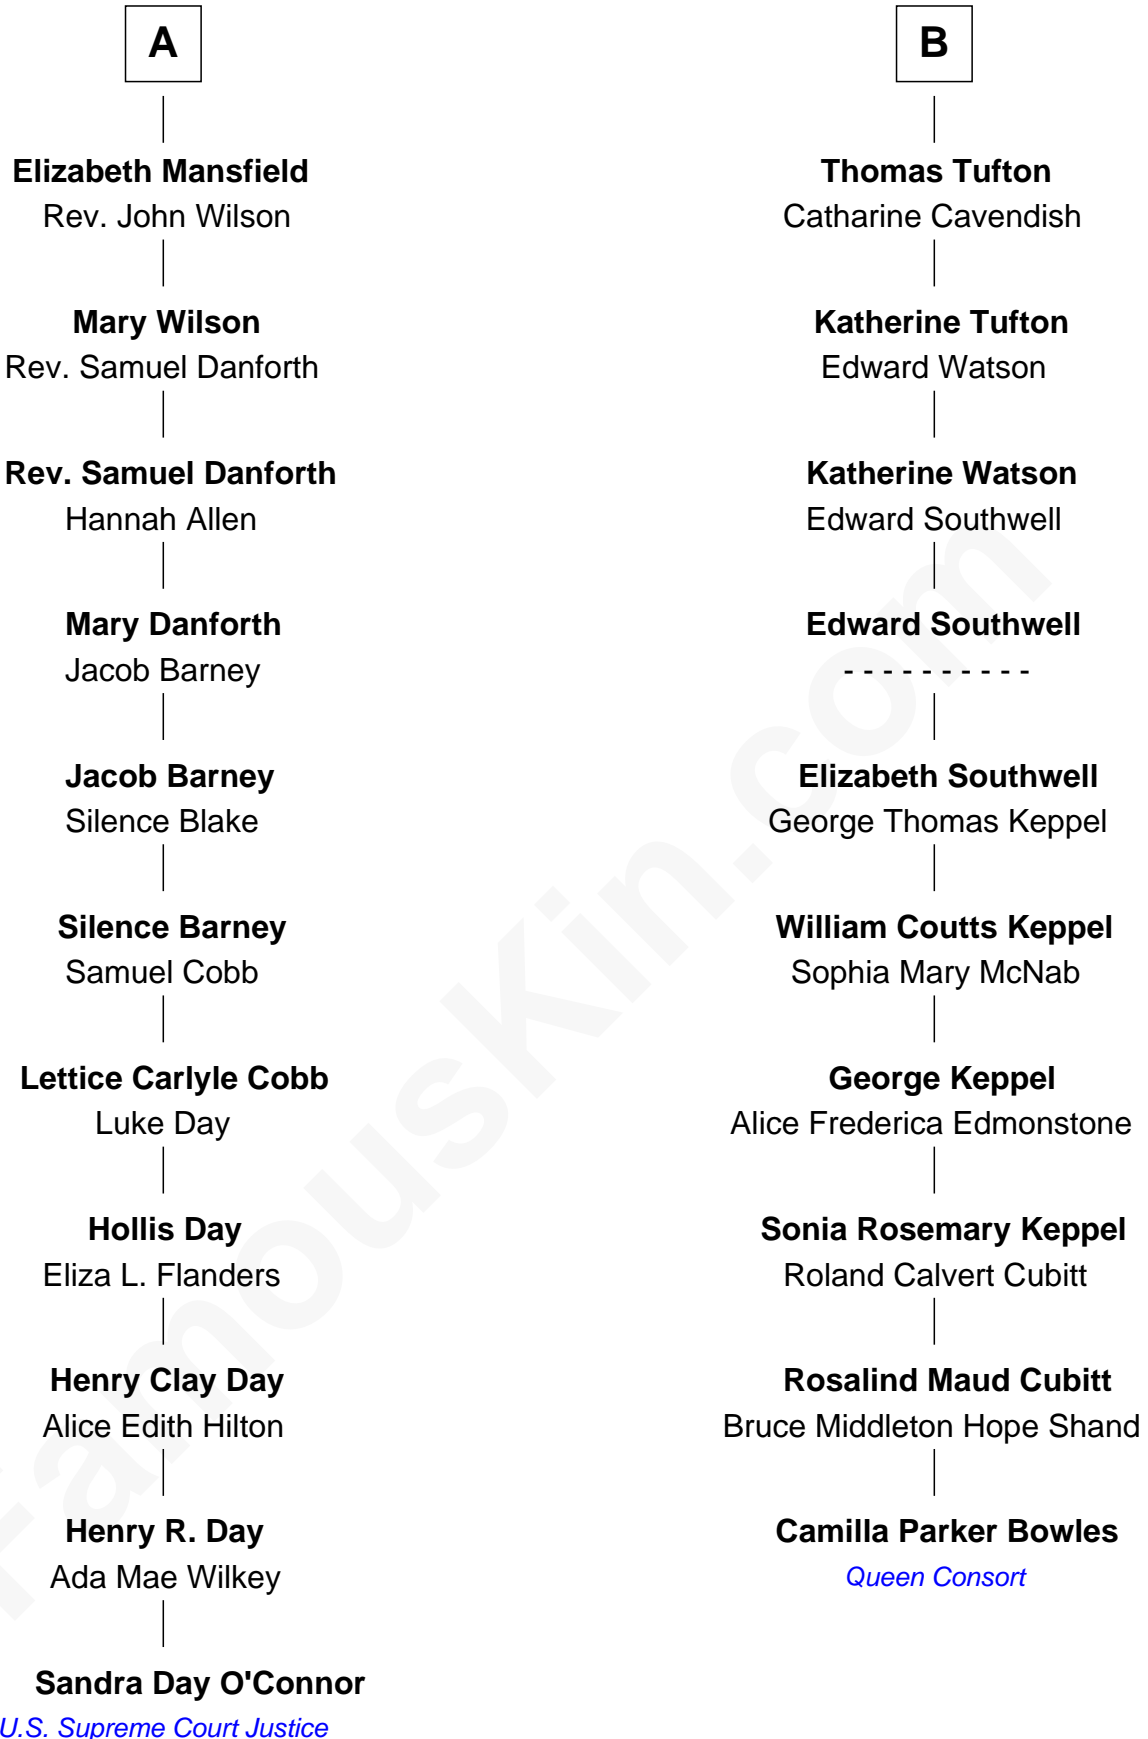 A
Elizabeth Mansfield
Rev. John Wilson
Mary Wilson
Rev. Samuel Danforth
Rev. Samuel Danforth
Hannah Allen
Mary Danforth
Jacob Barney
Jacob Barney
Silence Blake
Silence Barney
Samuel Cobb
Lettice Carlyle Cobb
Luke Day
Hollis Day
Eliza L. Flanders
Henry Clay Day
Alice Edith Hilton
Henry R. Day
Ada Mae Wilkey
Sandra Day O'Connor
U.S. Supreme Court Justice
B
Thomas Tufton
Catharine Cavendish
Katherine Tufton
Edward Watson
Katherine Watson
Edward Southwell
Edward Southwell
- - - - - - - - - -
Elizabeth Southwell
George Thomas Keppel
William Coutts Keppel
Sophia Mary McNab
George Keppel
Alice Frederica Edmonstone
Sonia Rosemary Keppel
Roland Calvert Cubitt
Rosalind Maud Cubitt
Bruce Middleton Hope Shand
Camilla Parker Bowles
Queen Consort
FamousKin.com